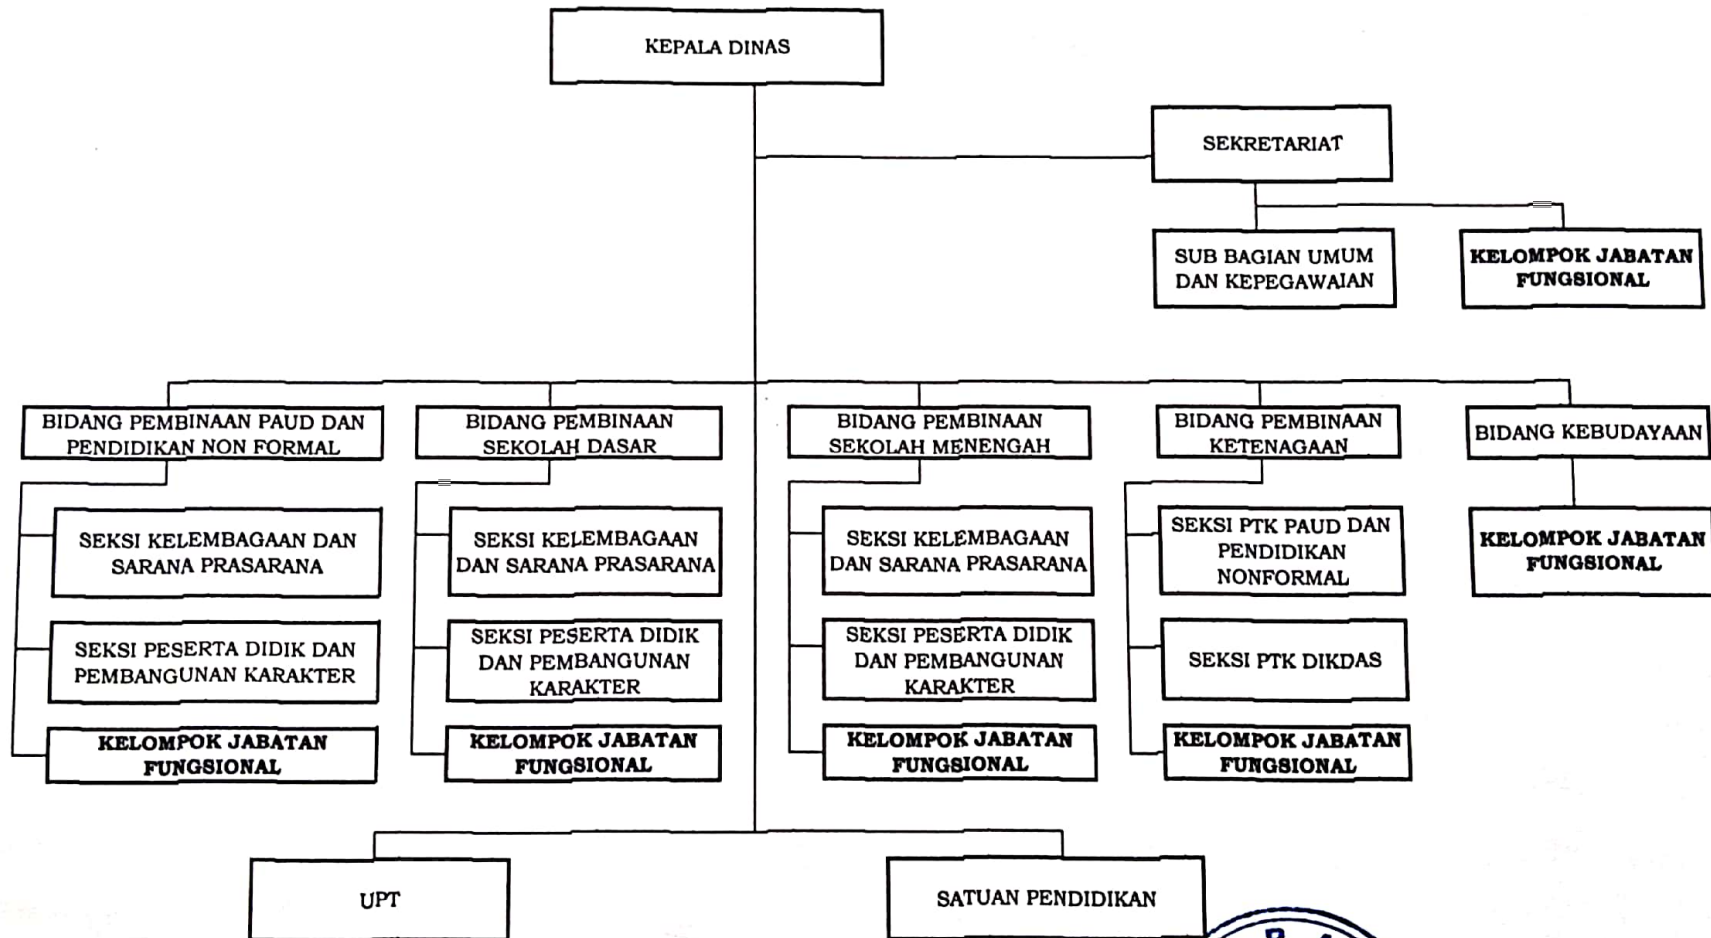 KEPALA DINAS
SEKRETARIAT
SUB BAGIAN UMUM
DAN KEPEGAWAIAN
KELOMPOK JABATAN
FUNGSIONAL
BIDANG PEMBINAAN PAUD DAN
PENDIDIKAN NON FORMAL
BIDANG PEMBINAAN
SEKOLAH DASAR
BIDANG PEMBINAAN
SEKOLAH MENENGAH
BIDANG PEMBINAAN
KETENAGAAN
BIDANG KEBUDAYAAN
SEKSI KELEMBAGAAN DAN
SARANA PRASARANA
SEKSI KELEMBAGAAN
DAN SARANA PRASARANA
SEKSI KELEMBAGAAN
DAN SARANA PRASARANA
SEKSI PTK PAUD DAN
PENDIDIKAN
NONFORMAL
KELOMPOK JABATAN
FUNGSIONAL
SEKSI PESERTA DIDIK DAN
PEMBANGUNAN KARAKTER
SEKSI PESERTA DIDIK
DAN PEMBANGUNAN
KARAKTER
SEKSI PESERTA DIDIK
DAN PEMBANGUNAN
KARAKTER
SEKSI PTK DIKDAS
KELOMPOK JABATAN
FUNGSIONAL
KELOMPOK JABATAN
FUNGSIONAL
KELOMPOK JABATAN
FUNGSIONAL
KELOMPOK JABATAN
FUNGSIONAL
UPT
SATUAN PENDIDIKAN